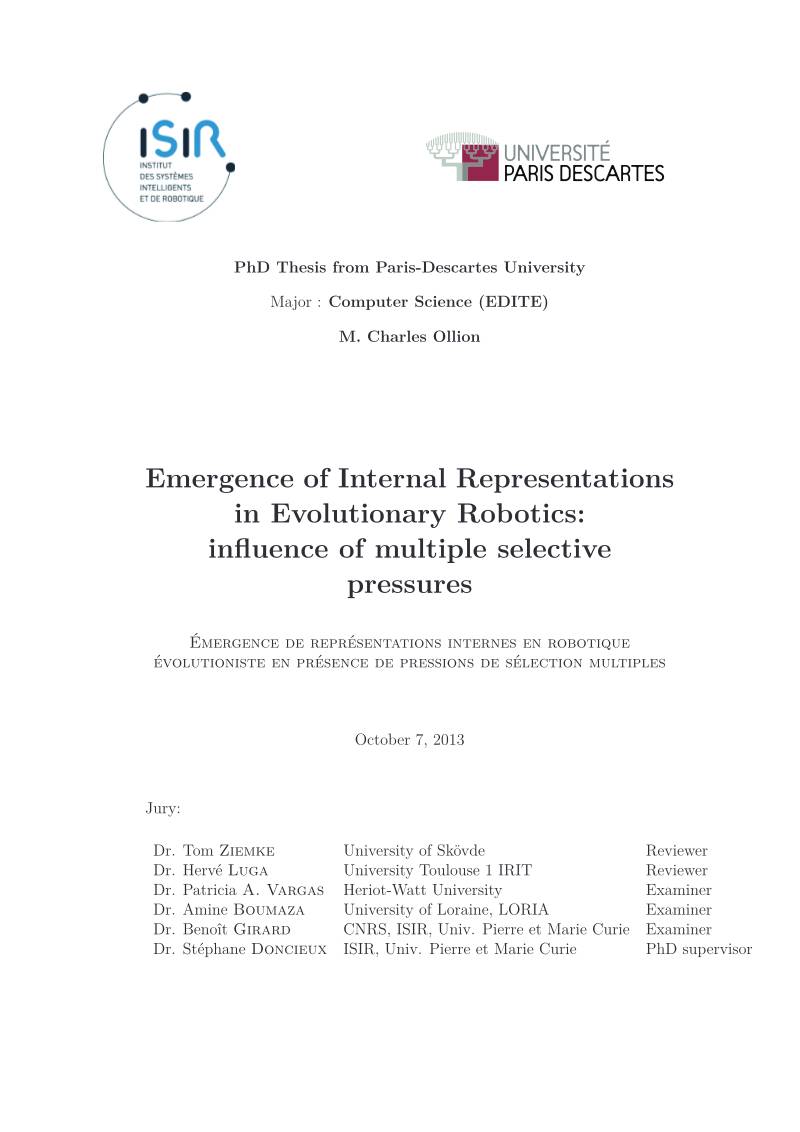 ISIR
INSTITUT
DES SYSTÈMES
INTELLIGENTS
ET DE ROBOTIQUE
UNIVERSITÉ
PARIS DESCARTES
PhD Thesis from Paris-Descartes University
Major : Computer Science (EDITE)
M. Charles Ollion
Emergence of Internal Representations
in Evolutionary Robotics:
influence of multiple selective
pressures
Émergence de représentations internes en robotique
évolutioniste en présence de pressions de sélection multiples
October 7, 2013
Jury:
Dr. Tom Ziemke University of Skövde Reviewer
Dr. Hervé Luga University Toulouse 1 IRIT Reviewer
Dr. Patricia A. Vargas Heriot-Watt University Examiner
Dr. Amine Boumaza University of Loraine, LORIA Examiner
Dr. Benoît Girard CNRS, ISIR, Univ. Pierre et Marie Curie Examiner
Dr. Stéphane Doncieux ISIR, Univ. Pierre et Marie Curie PhD supervisor